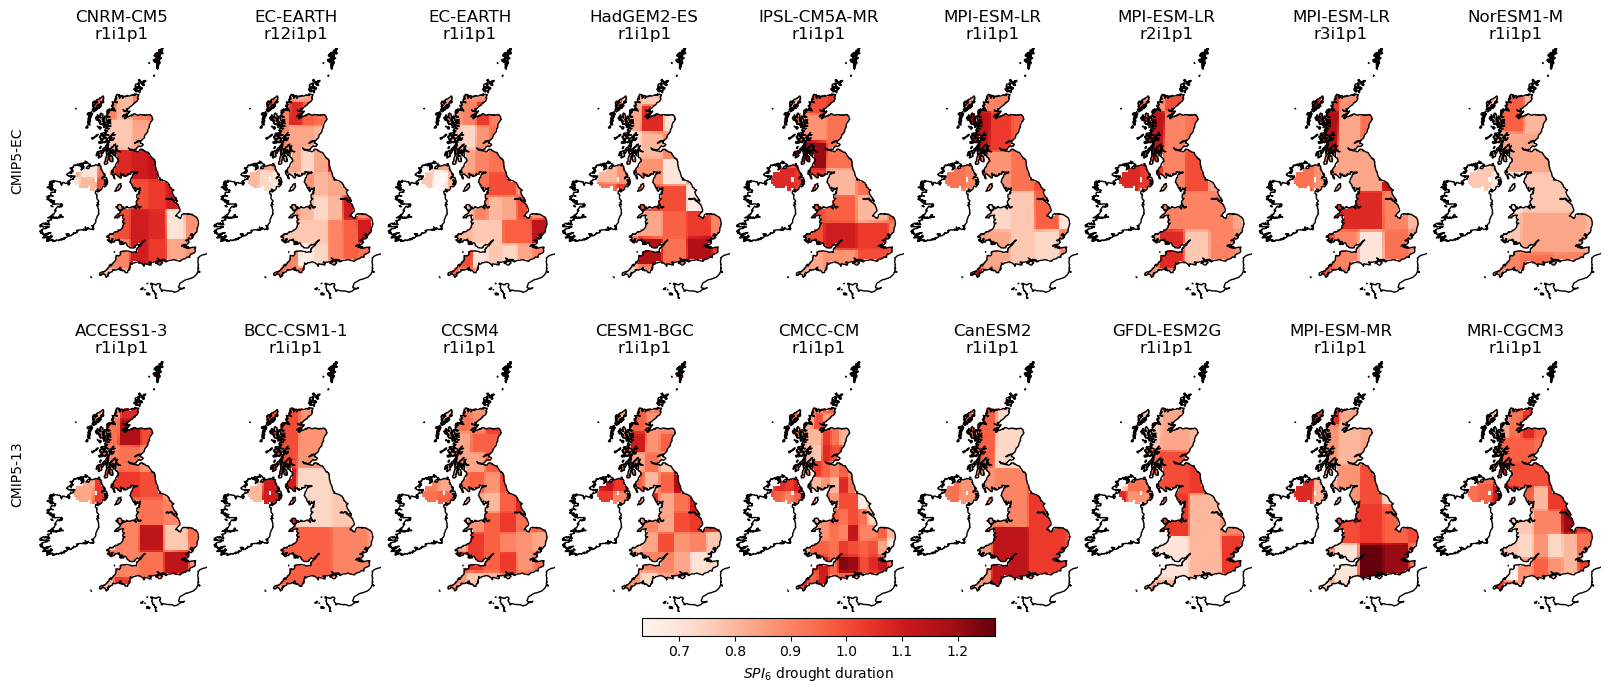 CNRM-CM5 EC-EARTH EC-EARTH HadGEM2-ES IPSL-CM5A-MR MPI-ESM-LR MPI-ESM-LR MPI-ESM-LR NorESM1-M
r1i1p1 r12i1p1 r1i1p1 r1i1p1 r1i1p1 r1i1p1 r2i1p1 r3i1p1 r1i1p1
CMIP5-EC
ACCESS1-3 BCC-CSM1-1 CCSM4 CESM1-BGC CMCC-CM CanESM2 GFDL-ESM2G MPI-ESM-MR MRI-CGCM3
r1i1p1 r1i1p1 r1i1p1 r1i1p1 r1i1p1 r1i1p1 r1i1p1 r1i1p1 r1i1p1
CMIP5-13
0.7 0.8 0.9 1.0 1.1 1.2
SPI₆ drought duration